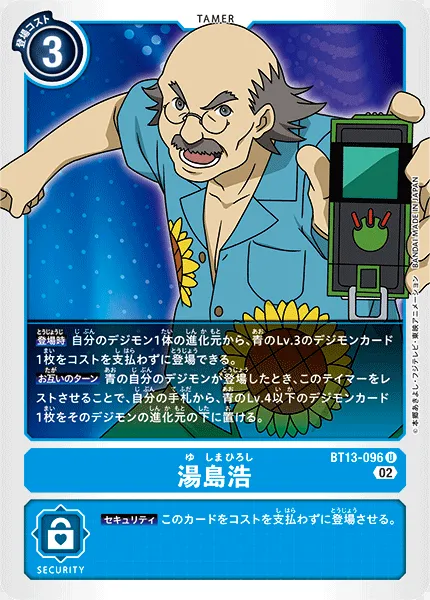 TAMER
登場コスト
3
登場時 自分のデジモン1体の進化元から、青のLv.3のデジモンカード
1枚をコストを支払わずに登場できる。
お互いのターン 青の自分のデジモンが登場したとき、このテイマーをレ
ストさせることで、自分の手札から、青のLv.4以下のデジモンカード
1枚をそのデジモンの進化元の下に置ける。
©本郷あきよし・フジテレビ・東映アニメーション BANDAI MADE IN JAPAN
BT13-096 U
ゆしまひろし
湯島浩
02
セキュリティ このカードをコストを支払わずに登場させる。
SECURITY